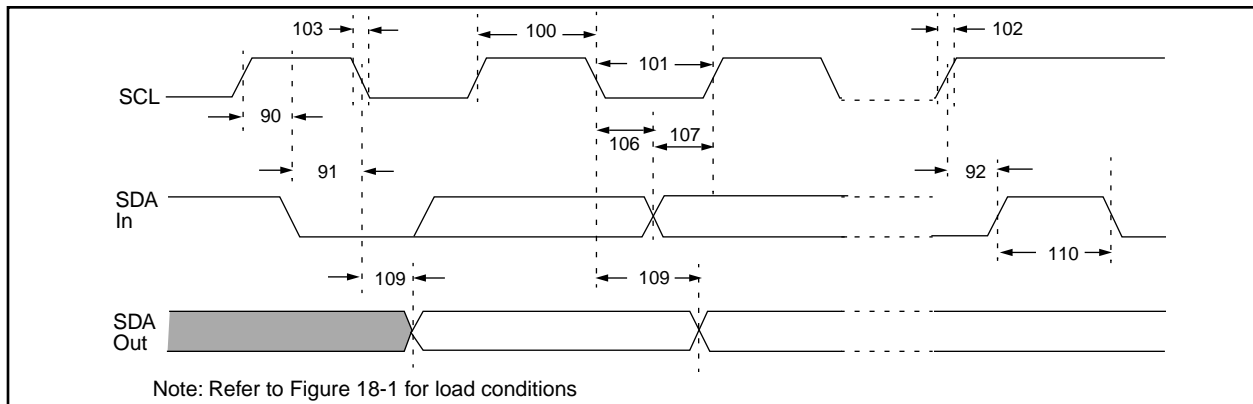 103
100
101
102
SCL
90
106
107
91
92
SDA
In
110
109
109
SDA
Out
Note: Refer to Figure 18-1 for load conditions